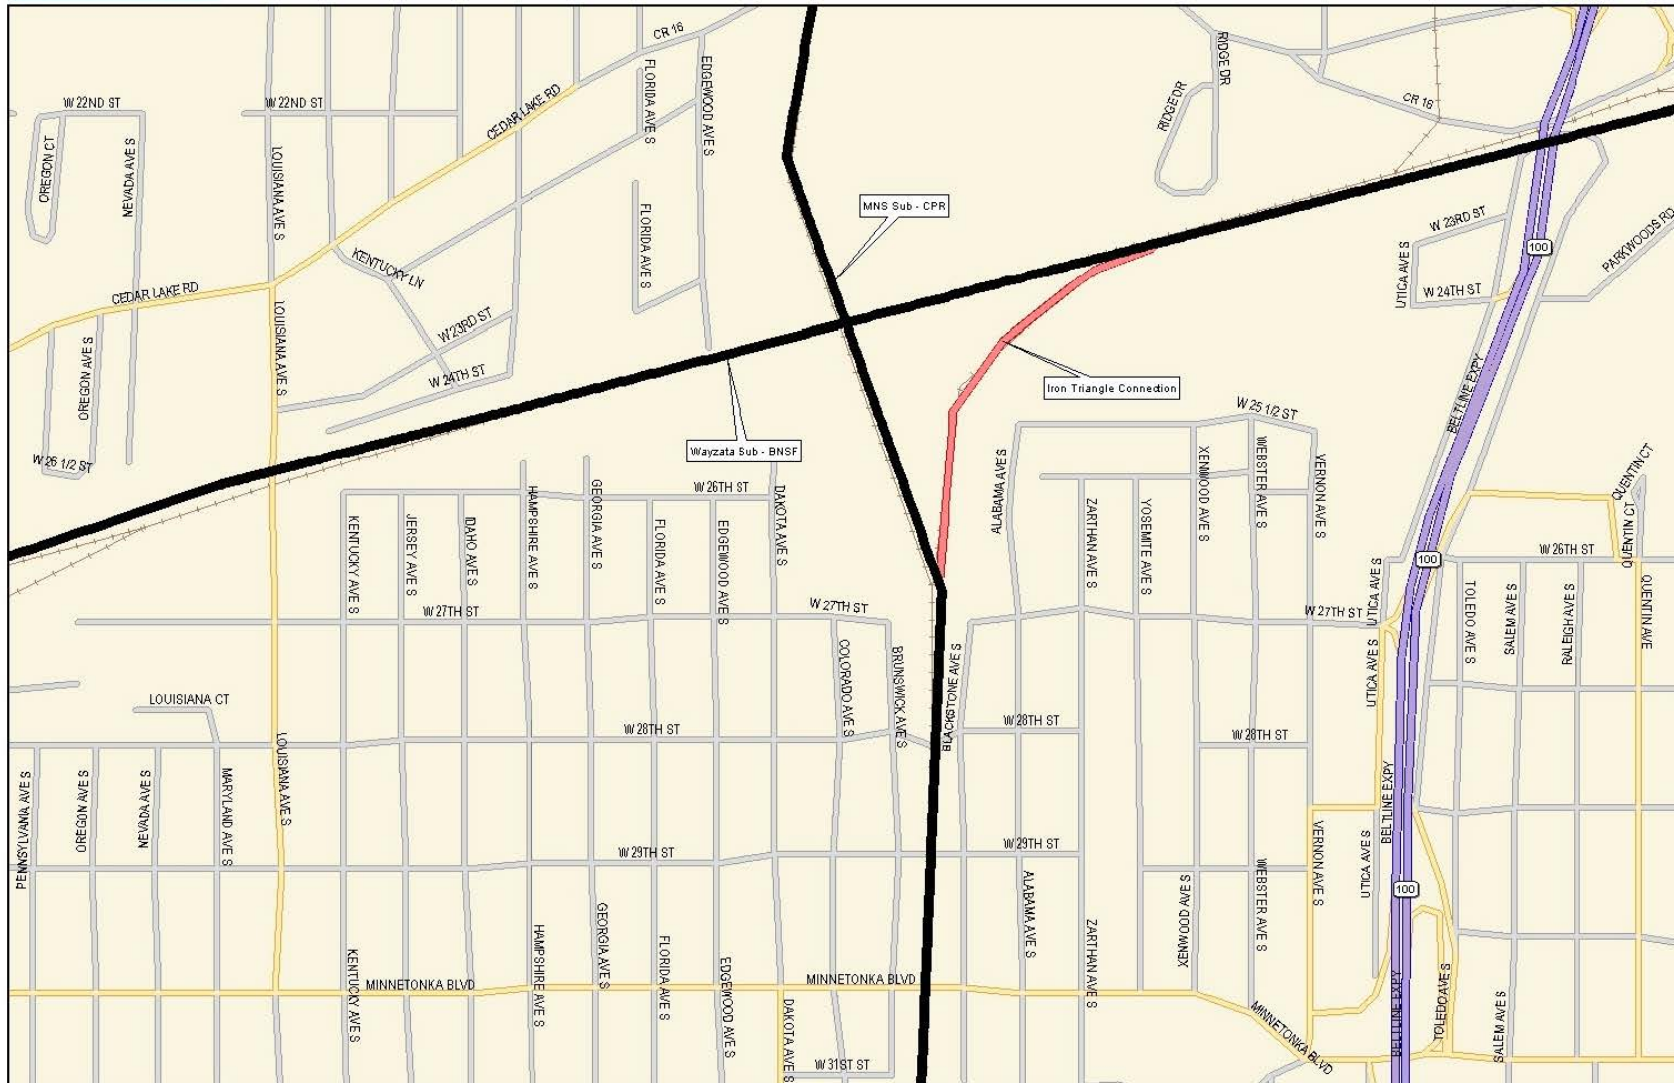 CR 16
RIDGE DR
RIDGE DR
CR 16
W 22ND ST
W 22ND ST
CEDAR LAKE RD
FLORIDA AVE S
EDGEWOOD AVE S
OREGON CT
NEVADA AVE S
LOUISIANA AVE S
MNS Sub - CPR
FLORIDA AVE S
W 23RD ST
100
PARKWOODS RD
UTICA AVE S
W 24TH ST
KENTUCKY LN
CEDAR LAKE RD
LOUISIANA AVE S
W 23RD ST
OREGON AVE S
W 24TH ST
Iron Triangle Connection
BELTLINE EXPY
W 25 1/2 ST
Wayzata Sub - BNSF
W 26 1/2 ST
ALABAMA AVE S
XENWOOD AVE S
WEBSTER AVE S
VERNON AVE S
QUENTIN CT
W 26TH ST
HAMPSHIRE AVE S
GEORGIA AVE S
DAKOTA AVE S
KENTUCKY AVE S
JERSEY AVE S
IDAHO AVE S
FLORIDA AVE S
EDGEWOOD AVE S
ZARTHAN AVE S
YOSEMITE AVE S
QUENTIN CT
100
W 26TH ST
UTICA AVE S
TOLEDO AVE S
SALEM AVE S
RALEIGH AVE S
QUENTIN AVE
W 27TH ST
W 27TH ST
W 27TH ST
COLORADO AVE S
BRUNSWICK AVE S
BLACKSTONE AVE S
UTICA AVE S
LOUISIANA CT
W 28TH ST
W 28TH ST
W 28TH ST
LOUISIANA AVE S
PENNSYLVANIA AVE S
OREGON AVE S
NEVADA AVE S
MARYLAND AVE S
BELTLINE EXPY
W 29TH ST
W 29TH ST
VERNON AVE S
UTICA AVE S
WEBSTER AVE S
XENWOOD AVE S
ALABAMA AVE S
ZARTHAN AVE S
100
GEORGIA AVE S
HAMPSHIRE AVE S
FLORIDA AVE S
KENTUCKY AVE S
EDGEWOOD AVE S
MINNETONKA BLVD
MINNETONKA BLVD
MINNETONKA BLVD
DAKOTA AVE S
BELTLINE EXPY
TOLEDO AVE S
SALEM AVE S
W 31ST ST